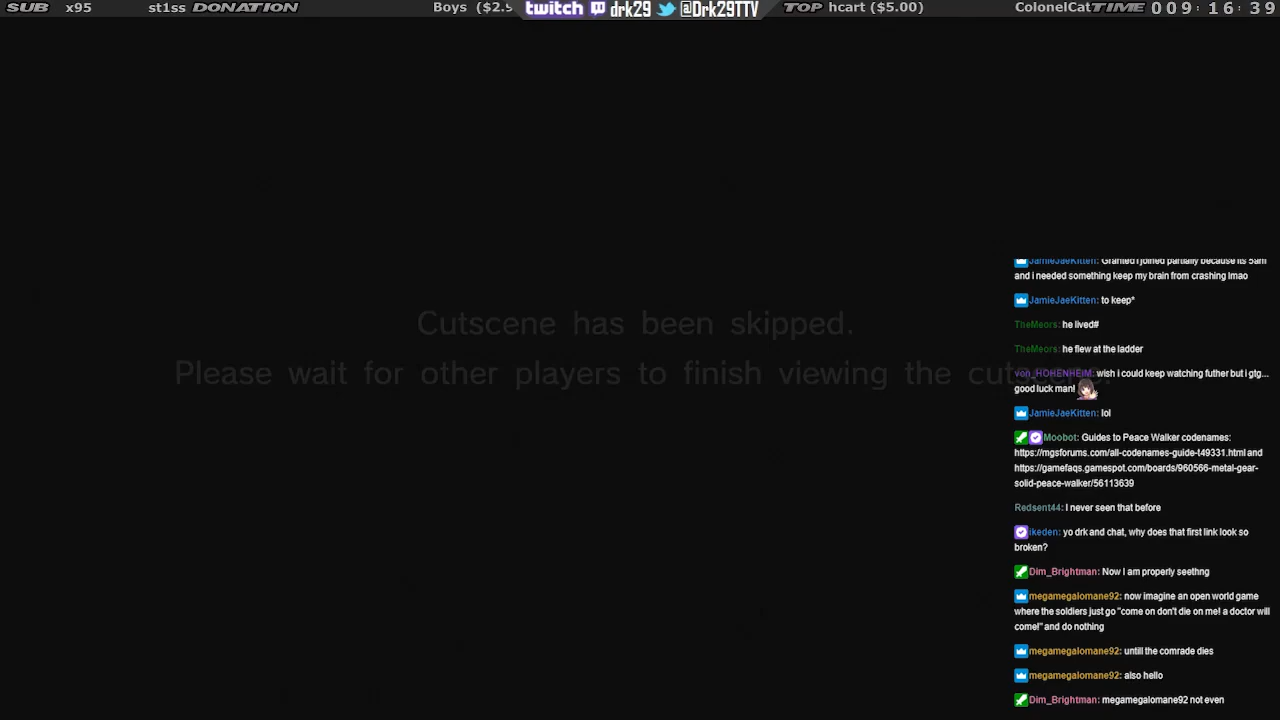 SUB x95 st1ss DONATION Boys ($2.5 twitch drk29 @Drk29TTV TOP hcart ($5.00) ColonelCat TIME 009:16:39
JamieJaeKitten: Granted i joined partially because its 5am
and i needed something keep my brain from crashing lmao
JamieJaeKitten: to keep*
TheMeors: he lived#
TheMeors: he flew at the ladder
von_HOHENHEIM: wish i could keep watching futher but i gtg...
good luck man!
JamieJaeKitten: lol
Moobot: Guides to Peace Walker codenames:
https://mgsforums.com/all-codenames-guide-t49331.html and
https://gamefaqs.gamespot.com/boards/960566-metal-gear-
solid-peace-walker/56113639
Redsent44: I never seen that before
ikeden: yo drk and chat, why does that first link look so
broken?
Dim_Brightman: Now I am properly seethng
megamegalomane92: now imagine an open world game
where the soldiers just go "come on don't die on me! a doctor will
come!" and do nothing
megamegalomane92: untill the comrade dies
megamegalomane92: also hello
Dim_Brightman: megamegalomane92 not even
Cutscene has been skipped.
Please wait for other players to finish viewing the cutscene.